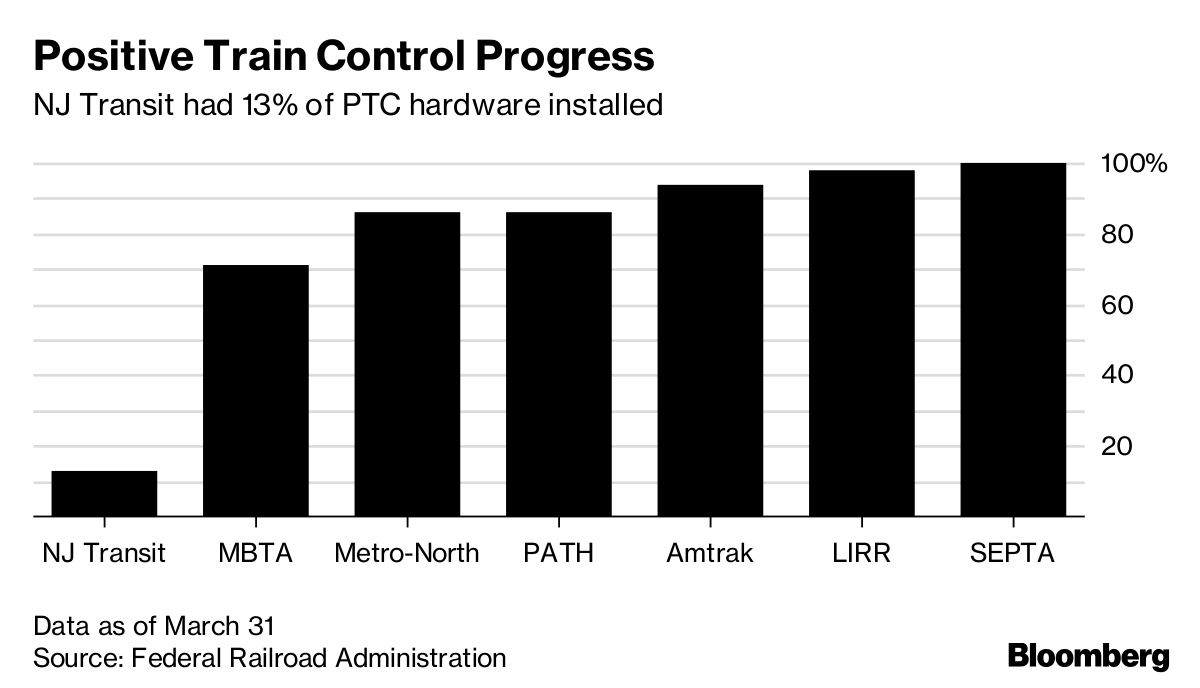 Positive Train Control Progress
NJ Transit had 13% of PTC hardware installed
100%
80
60
40
20
NJ Transit MBTA Metro-North PATH Amtrak LIRR SEPTA
Data as of March 31
Source: Federal Railroad Administration
Bloomberg